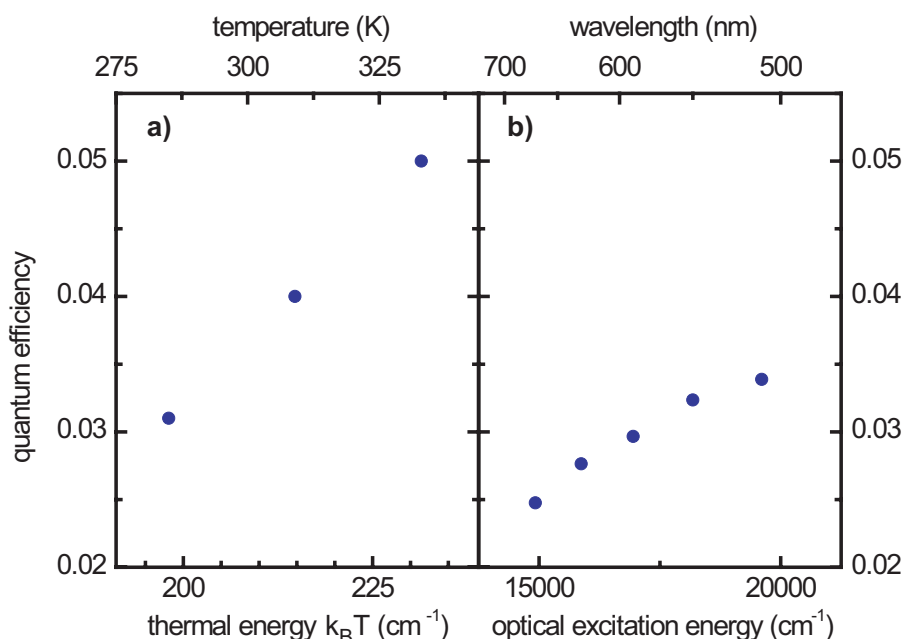 temperature (K)
wavelength (nm)
275
300
325
700
600
500
a)
b)
0.05
0.05
0.04
0.04
0.03
0.03
0.02
0.02
quantum efficiency
200
225
15000
20000
thermal energy k_BT (cm⁻¹)
optical excitation energy (cm⁻¹)